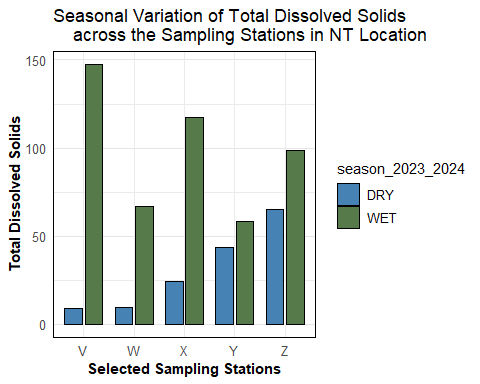 Seasonal Variation of Total Dissolved Solids
across the Sampling Stations in NT Location
Total Dissolved Solids
150
100
50
0
V W X Y Z
Selected Sampling Stations
season_2023_2024
DRY
WET